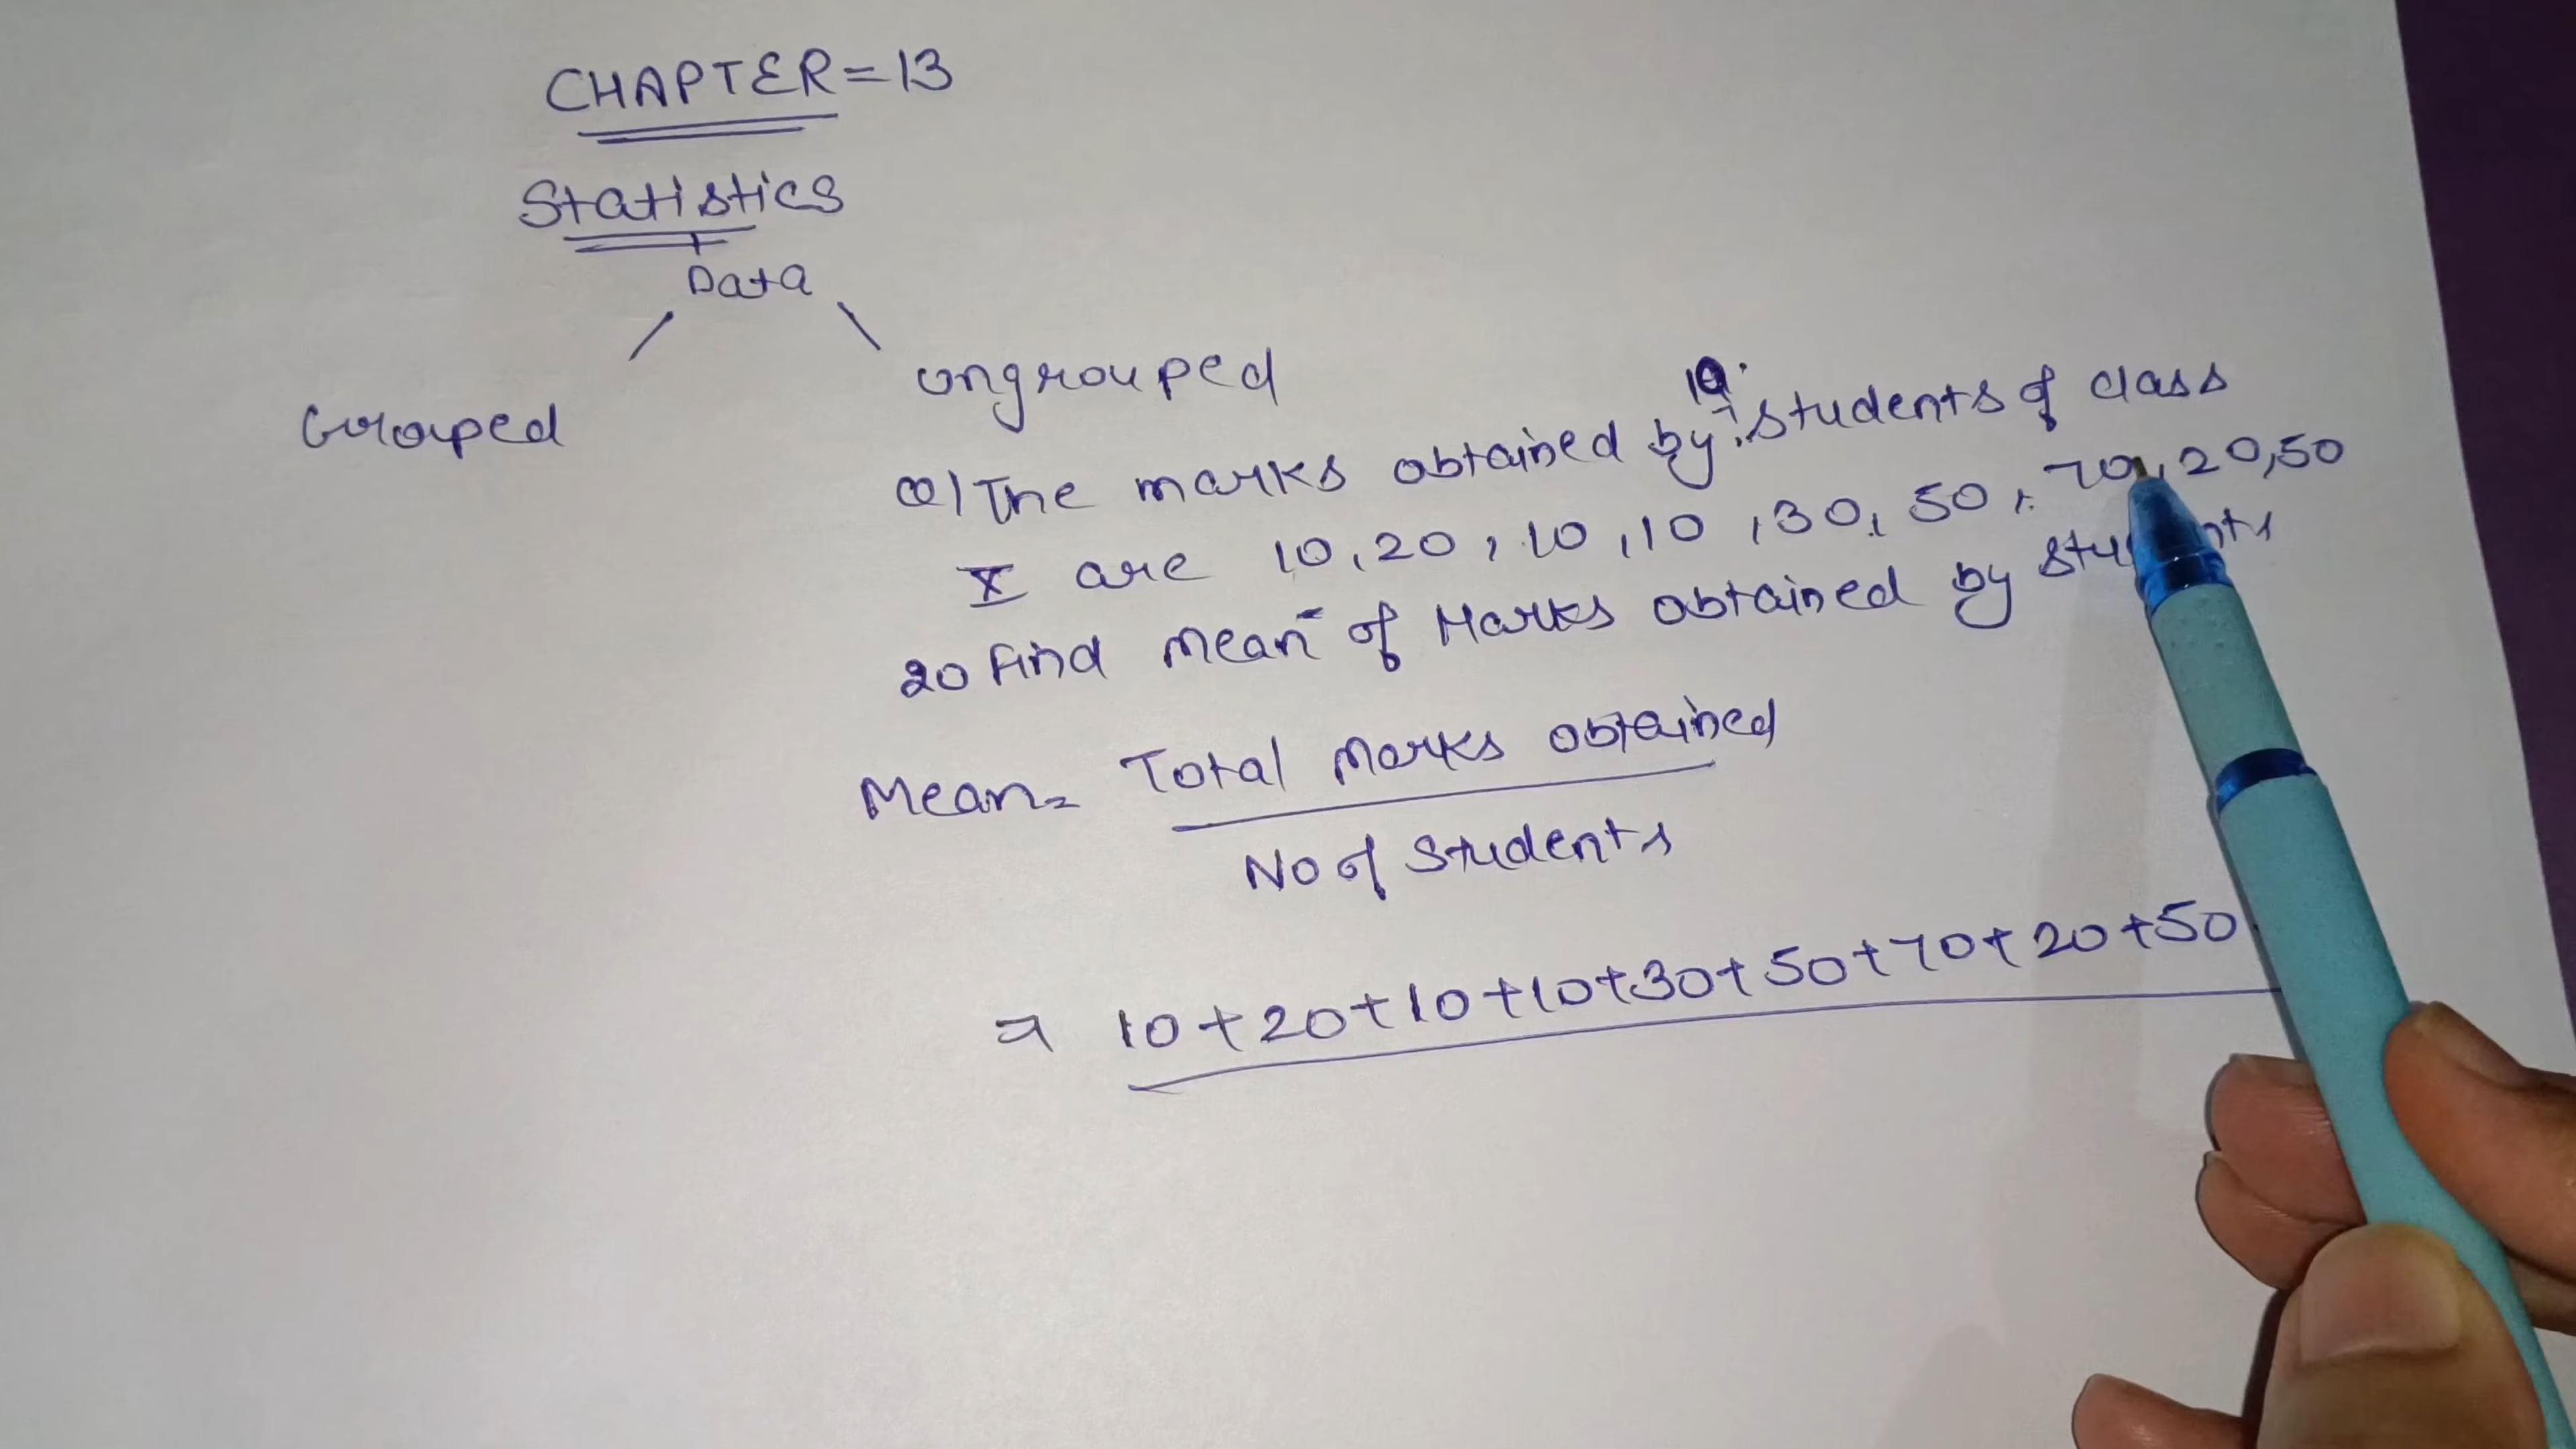 CHAPTER = 13
Statistics
Data
Grouped
Ungrouped
Q) The marks obtained by 10 students of class
X are 10, 20, 10, 10, 30, 50, 70, 20, 50
20 Find Mean of Marks obtained by students
Mean = Total Marks obtained
No of Students
⇒ 10 + 20 + 10 + 10 + 30 + 50 + 70 + 20 + 50